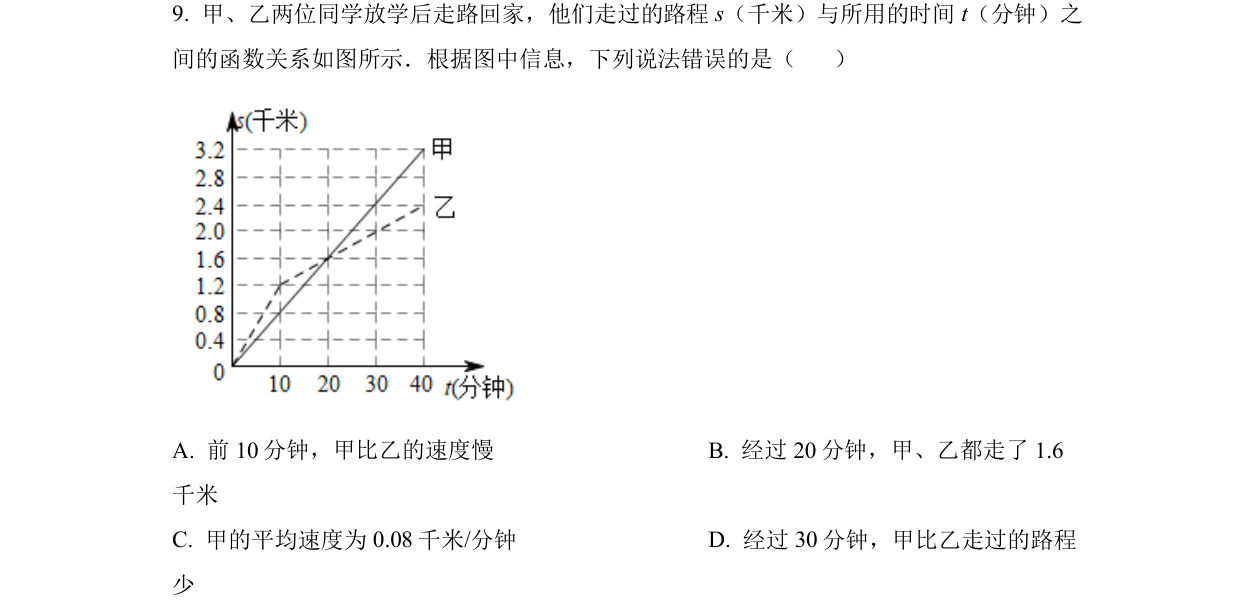 9. 甲、乙两位同学放学后走路回家，他们走过的路程 s（千米）与所用的时间 t（分钟）之
间的函数关系如图所示．根据图中信息，下列说法错误的是（　　）
s(千米)
3.2
甲
2.8
2.4
乙
2.0
1.6
1.2
0.8
0.4
0
10 20 30 40 t(分钟)
A. 前 10 分钟，甲比乙的速度慢 B. 经过 20 分钟，甲、乙都走了 1.6
千米
C. 甲的平均速度为 0.08 千米/分钟 D. 经过 30 分钟，甲比乙走过的路程
少